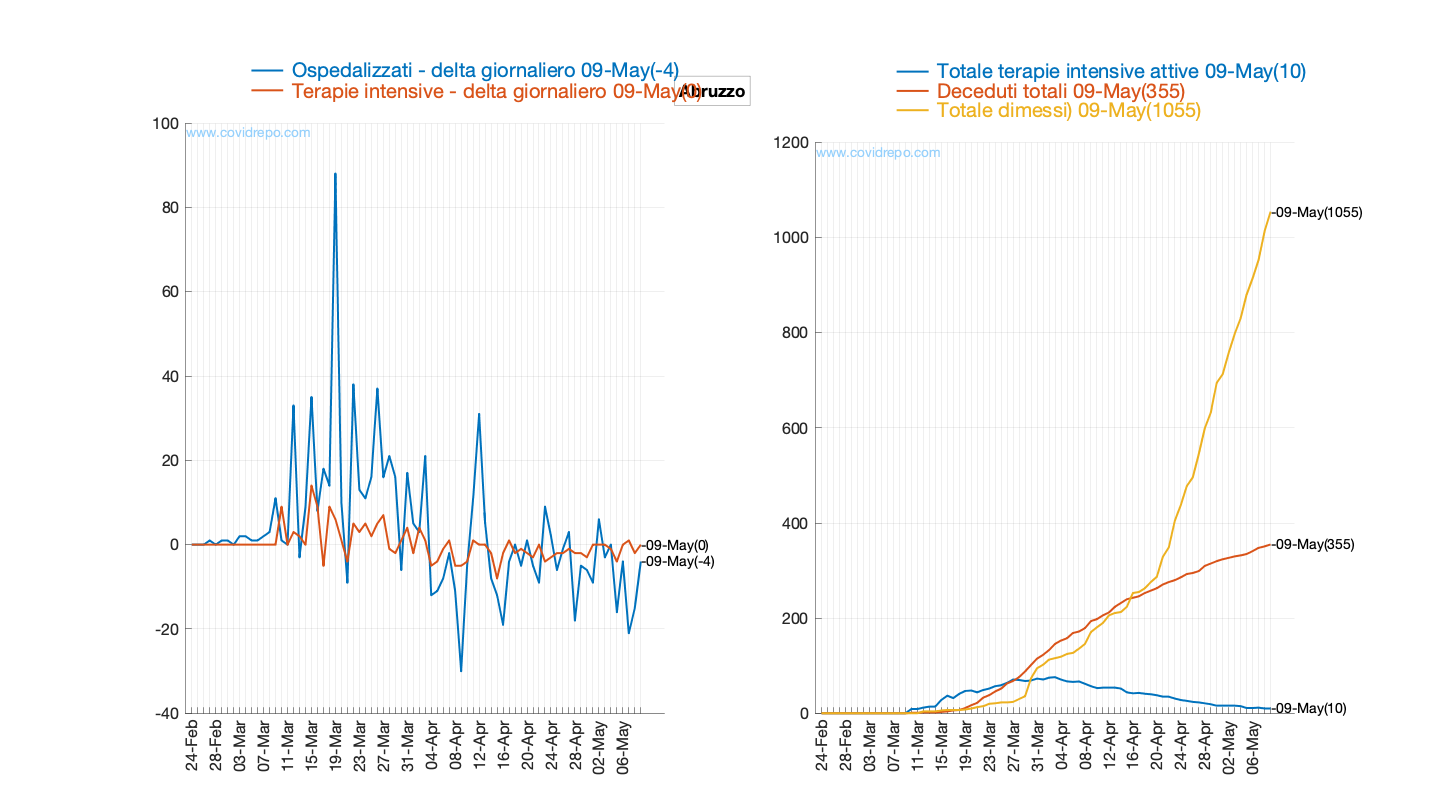 Ospedalizzati - delta giornaliero 09-May(-4)
Terapie intensive - delta giornaliero 09-May(0)
Abruzzo
www.covidrepo.com
100
80
60
40
20
0
-20
-40
-09-May(0)
-09-May(-4)
24-Feb
28-Feb
03-Mar
07-Mar
11-Mar
15-Mar
19-Mar
23-Mar
27-Mar
31-Mar
04-Apr
08-Apr
12-Apr
16-Apr
20-Apr
24-Apr
28-Apr
02-May
06-May
Totale terapie intensive attive 09-May(10)
Deceduti totali 09-May(355)
Totale dimessi) 09-May(1055)
www.covidrepo.com
1200
1000
800
600
400
200
0
-09-May(1055)
-09-May(355)
-09-May(10)
24-Feb
28-Feb
03-Mar
07-Mar
11-Mar
15-Mar
19-Mar
23-Mar
27-Mar
31-Mar
04-Apr
08-Apr
12-Apr
16-Apr
20-Apr
24-Apr
28-Apr
02-May
06-May